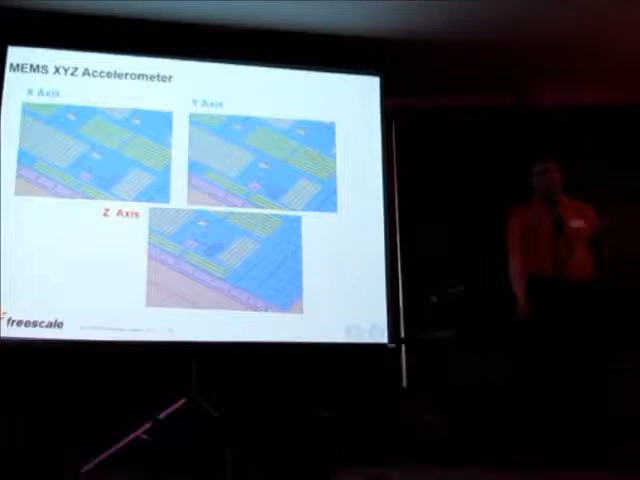 MEMS XYZ Accelerometer
X Axis
Y Axis
Z Axis
freescale